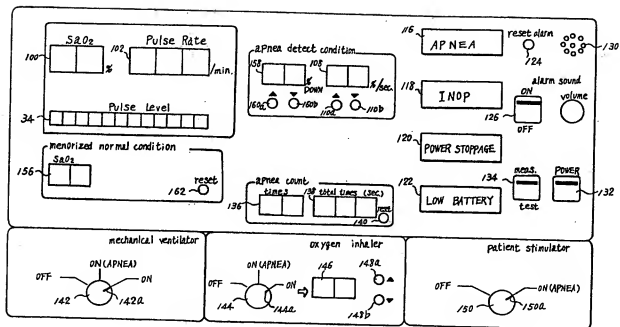 SaO2
Pulse Rate
100
102
%
/min.
Pulse Level
34
apnea detect condition
158
108
% DOWN
%/sec.
160a
160b
110a
110b
116
APNEA
reset alarm
124
130
118
INOP
alarm sound
ON
volume
126
OFF
120
POWER STOPPAGE
122
LOW BATTERY
134
meas.
test
POWER
132
memorized normal condition
SaO2
156
reset
162
apnea count
times
138
total times (sec)
136
reset
140
mechanical ventilator
OFF
ON (APNEA)
ON
142
142a
oxygen inhaler
OFF
ON (APNEA)
ON
144
144a
146
148a
148b
patient stimulator
OFF
ON (APNEA)
150
150a